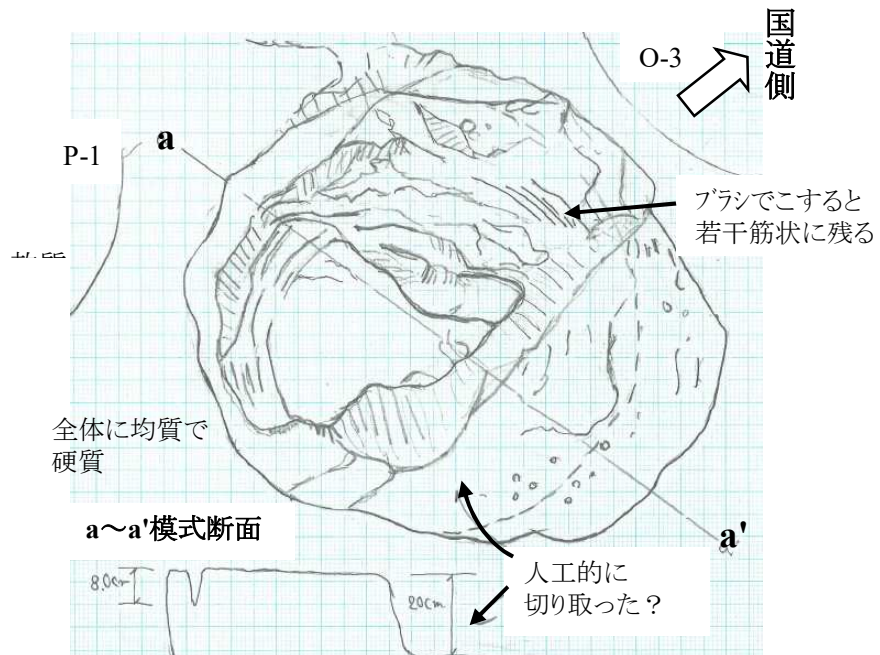 国道側
O-3
a
P-1
ブラシでこすると
若干筋状に残る
全体に均質で
硬質
a～a'模式断面
a'
8.0cm
20cm
人工的に
切り取った？